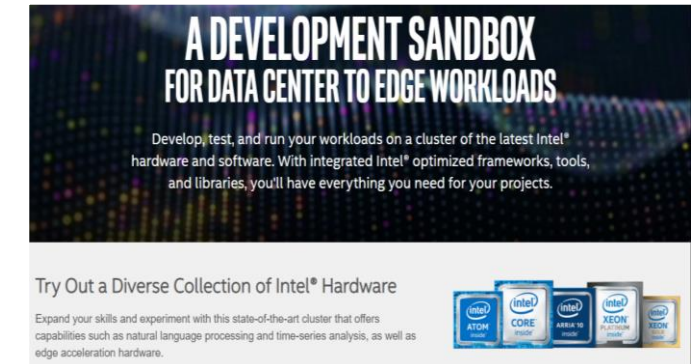 A DEVELOPMENT SANDBOX
FOR DATA CENTER TO EDGE WORKLOADS
Develop, test, and run your workloads on a cluster of the latest Intel®
hardware and software. With integrated Intel® optimized frameworks, tools,
and libraries, you'll have everything you need for your projects.
Try Out a Diverse Collection of Intel® Hardware
Expand your skills and experiment with this state-of-the-art cluster that offers
capabilities such as natural language processing and time-series analysis, as well as
edge acceleration hardware.
intel ATOM inside
intel CORE inside
intel ARRIA 10 inside
intel XEON PLATINUM inside
intel XEON inside